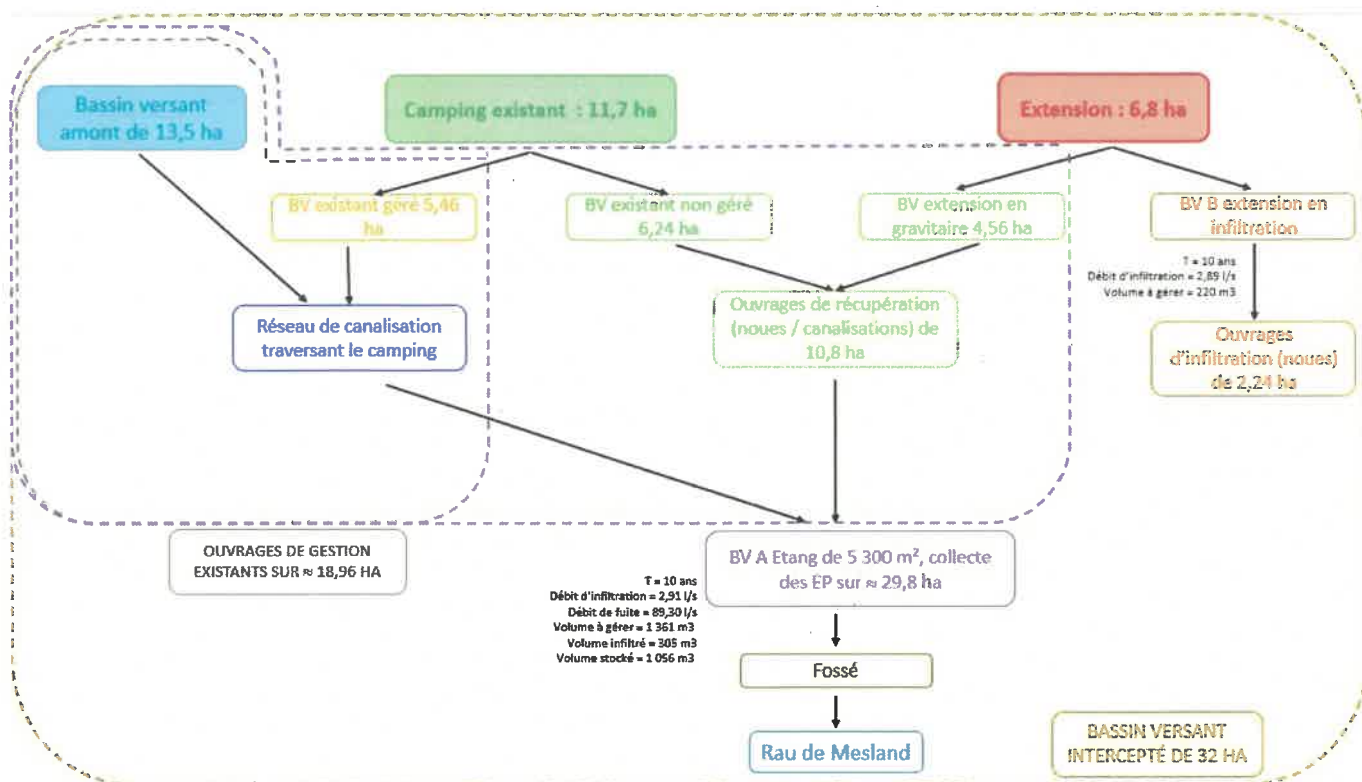 Bassin versant
amont de 13,5 ha
Camping existant : 11,7 ha
Extension : 6,8 ha
BV existant géré 5,46
ha
BV existant non géré
6,24 ha
BV extension en
gravitaire 4,56 ha
BV B extension en
infiltration
T = 10 ans
Débit d'infiltration = 2,89 l/s
Volume à gérer = 220 m3
Réseau de canalisation
traversant le camping
Ouvrages de récupération
(noues / canalisations) de
10,8 ha
Ouvrages
d'infiltration (noues)
de 2,24 ha
OUVRAGES DE GESTION
EXISTANTS SUR ≈ 18,96 HA
BV A Etang de 5 300 m², collecte
des EP sur ≈ 29,8 ha
T = 10 ans
Débit d'infiltration = 2,91 l/s
Débit de fuite = 89,30 l/s
Volume à gérer = 1 361 m3
Volume infiltré = 305 m3
Volume stocké = 1 056 m3
Fossé
Rau de Mesland
BASSIN VERSANT
INTERCEPTÉ DE 32 HA